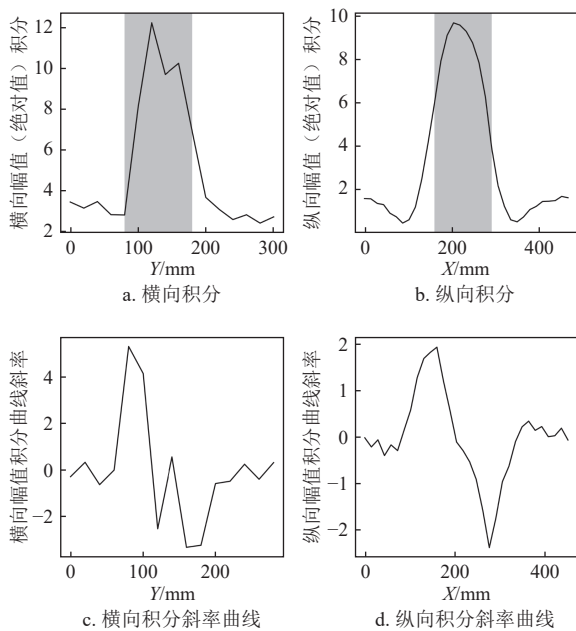 横向幅值（绝对值）积分
12
10
8
6
4
2
0
100
200
300
Y/mm
a. 横向积分
纵向幅值（绝对值）积分
10
8
6
4
2
0
200
400
X/mm
b. 纵向积分
横向幅值积分曲线斜率
4
2
0
−2
0
100
200
Y/mm
c. 横向积分斜率曲线
纵向幅值积分曲线斜率
2
1
0
−1
−2
0
200
400
X/mm
d. 纵向积分斜率曲线